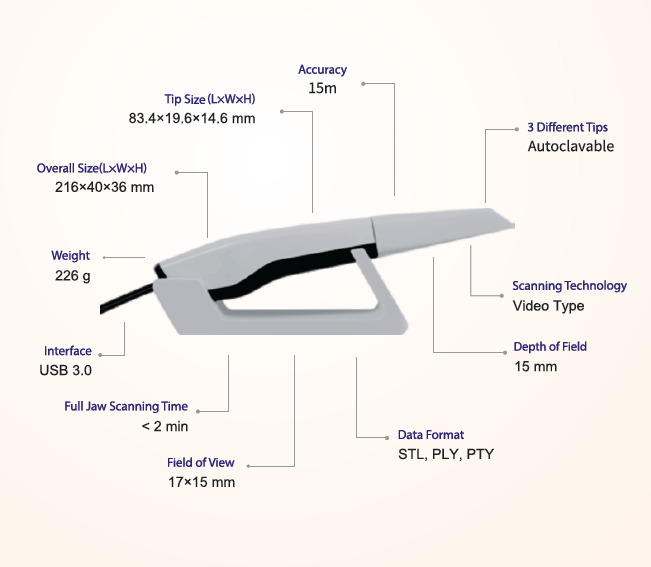 Accuracy
15m
Tip Size (L×W×H)
83.4×19.6×14.6 mm
3 Different Tips
Autoclavable
Overall Size(L×W×H)
216×40×36 mm
Weight
226 g
Scanning Technology
Video Type
Interface
USB 3.0
Depth of Field
15 mm
Full Jaw Scanning Time
< 2 min
Data Format
STL, PLY, PTY
Field of View
17×15 mm